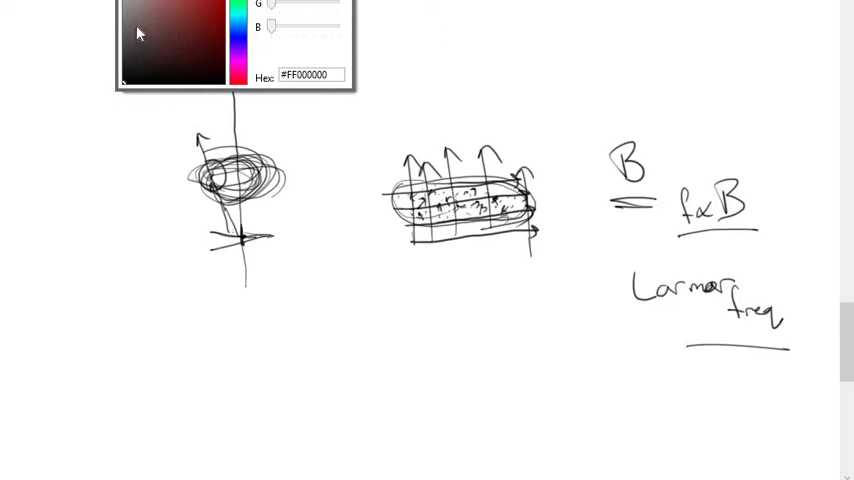 G
B
Hex: #FF000000
B
f∝B
Larmor
freq